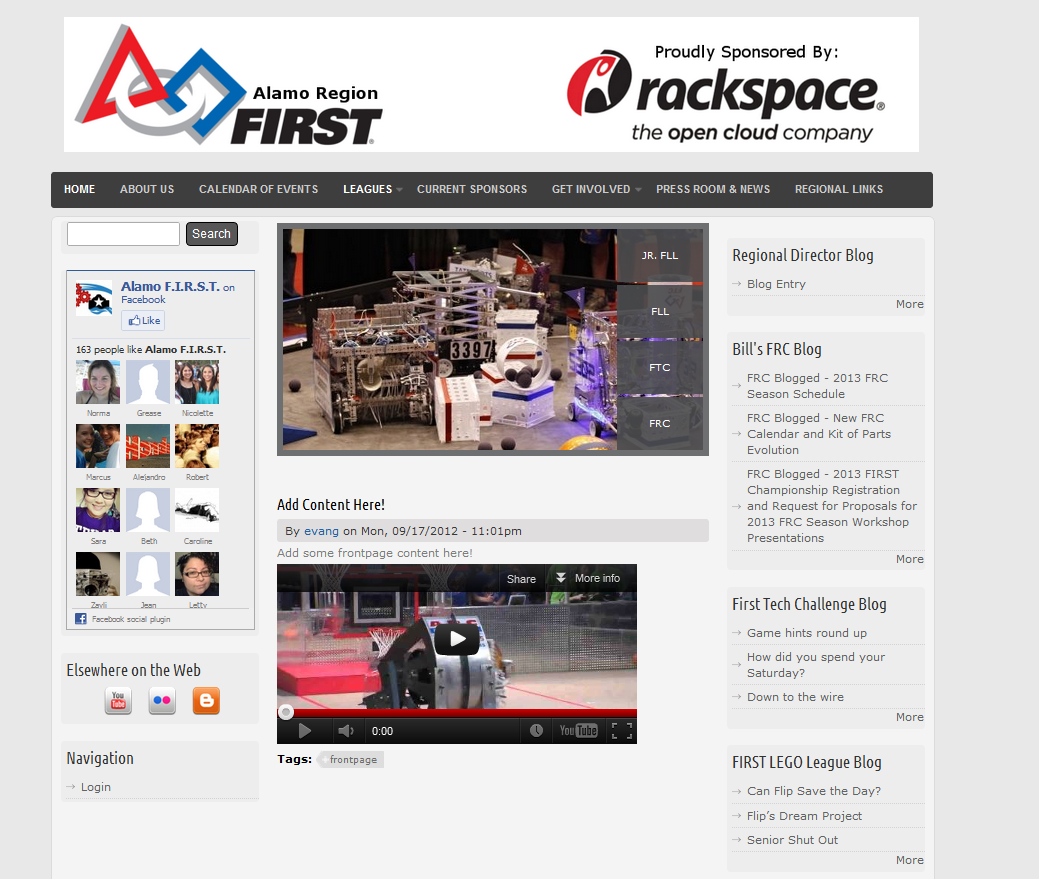 Alamo Region
FIRST
Proudly Sponsored By:
rackspace®
the open cloud company
HOME
ABOUT US
CALENDAR OF EVENTS
LEAGUES
CURRENT SPONSORS
GET INVOLVED
PRESS ROOM & NEWS
REGIONAL LINKS
Search
Alamo F.I.R.S.T. on
Facebook
Like
163 people like Alamo F.I.R.S.T.
Norma
Grease
Nicolette
Marcus
Alejandro
Robert
Sara
Beth
Caroline
Zayli
Jean
Letty
Facebook social plugin
Elsewhere on the Web
You
Tube
Navigation
Login
3397
JR. FLL
FLL
FTC
FRC
Add Content Here!
By evang on Mon, 09/17/2012 - 11:01pm
Add some frontpage content here!
Share
More info
0:00
YouTube
Tags: frontpage
Regional Director Blog
Blog Entry
More
Bill's FRC Blog
FRC Blogged - 2013 FRC
Season Schedule
FRC Blogged - New FRC
Calendar and Kit of Parts
Evolution
FRC Blogged - 2013 FIRST
Championship Registration
and Request for Proposals for
2013 FRC Season Workshop
Presentations
More
First Tech Challenge Blog
Game hints round up
How did you spend your
Saturday?
Down to the wire
More
FIRST LEGO League Blog
Can Flip Save the Day?
Flip’s Dream Project
Senior Shut Out
More